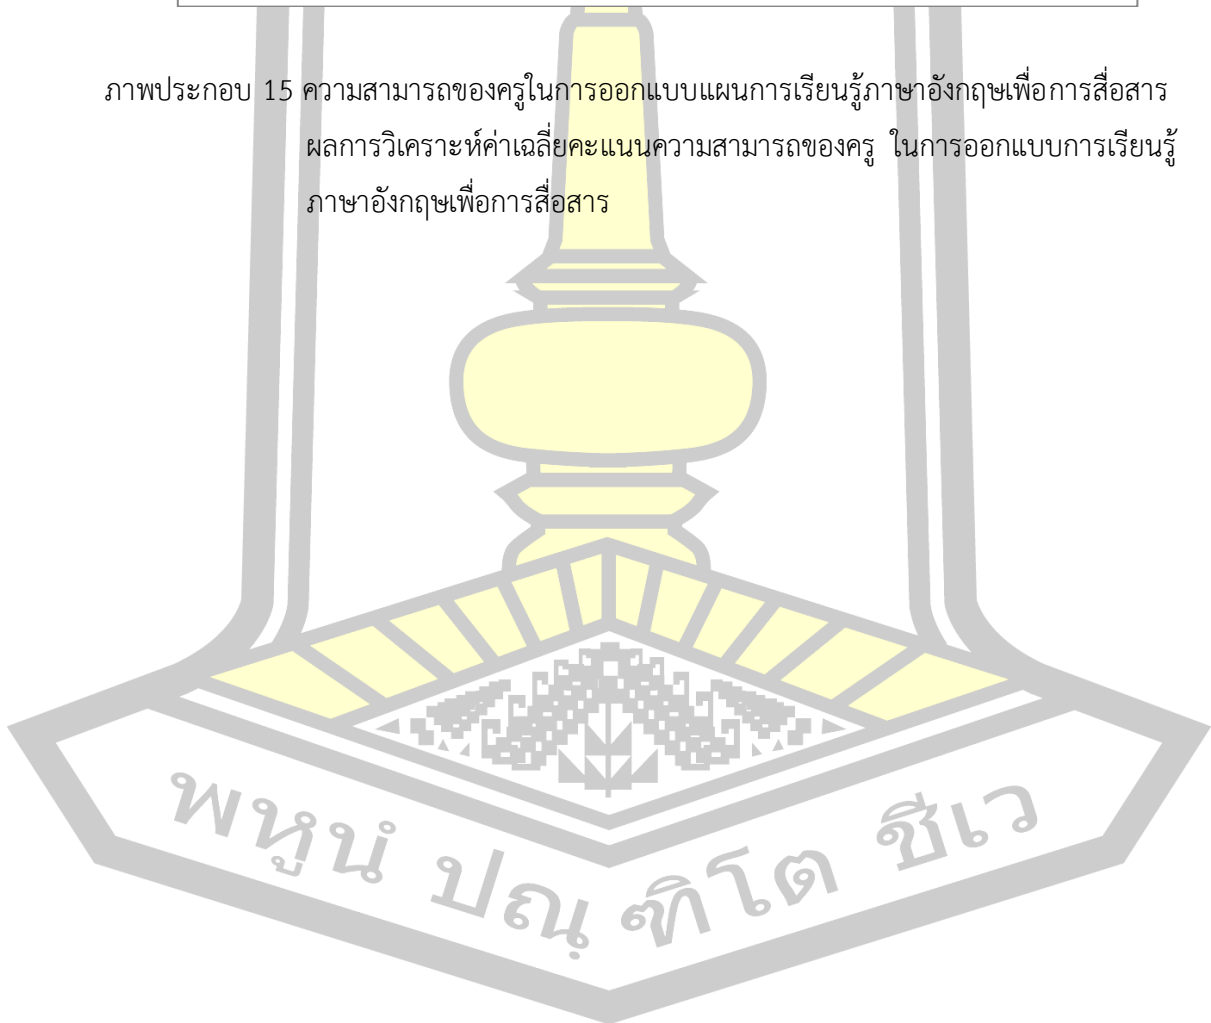 ภาพประกอบ 15 ความสามารถของครูในการออกแบบแผนการเรียนรู้ภาษาอังกฤษเพื่อการสื่อสาร
ผลการวิเคราะห์ค่าเฉลี่ยคะแนนความสามารถของครู ในการออกแบบการเรียนรู้
ภาษาอังกฤษเพื่อการสื่อสาร
พหูนํ ปณฺฑิโต ชีเว